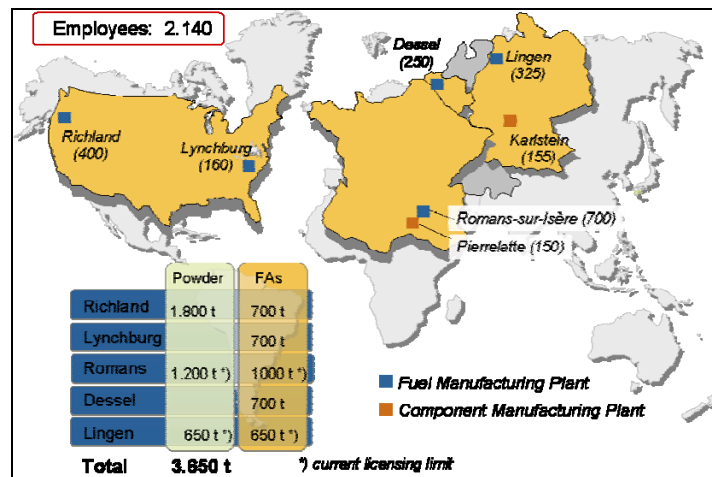 Employees: 2.140
Dessel
(250)
Lingen
(325)
Richland
(400)
Lynchburg
(160)
Karlstein
(155)
Romans-sur-Isère (700)
Pierrelatte (150)
Powder FAs
Richland 1.800 t 700 t
Lynchburg 700 t
Romans 1.200 t *) 1000 t *)
Dessel 700 t
Lingen 650 t *) 650 t *)
Total 3.650 t *) current licensing limit
Fuel Manufacturing Plant
Component Manufacturing Plant